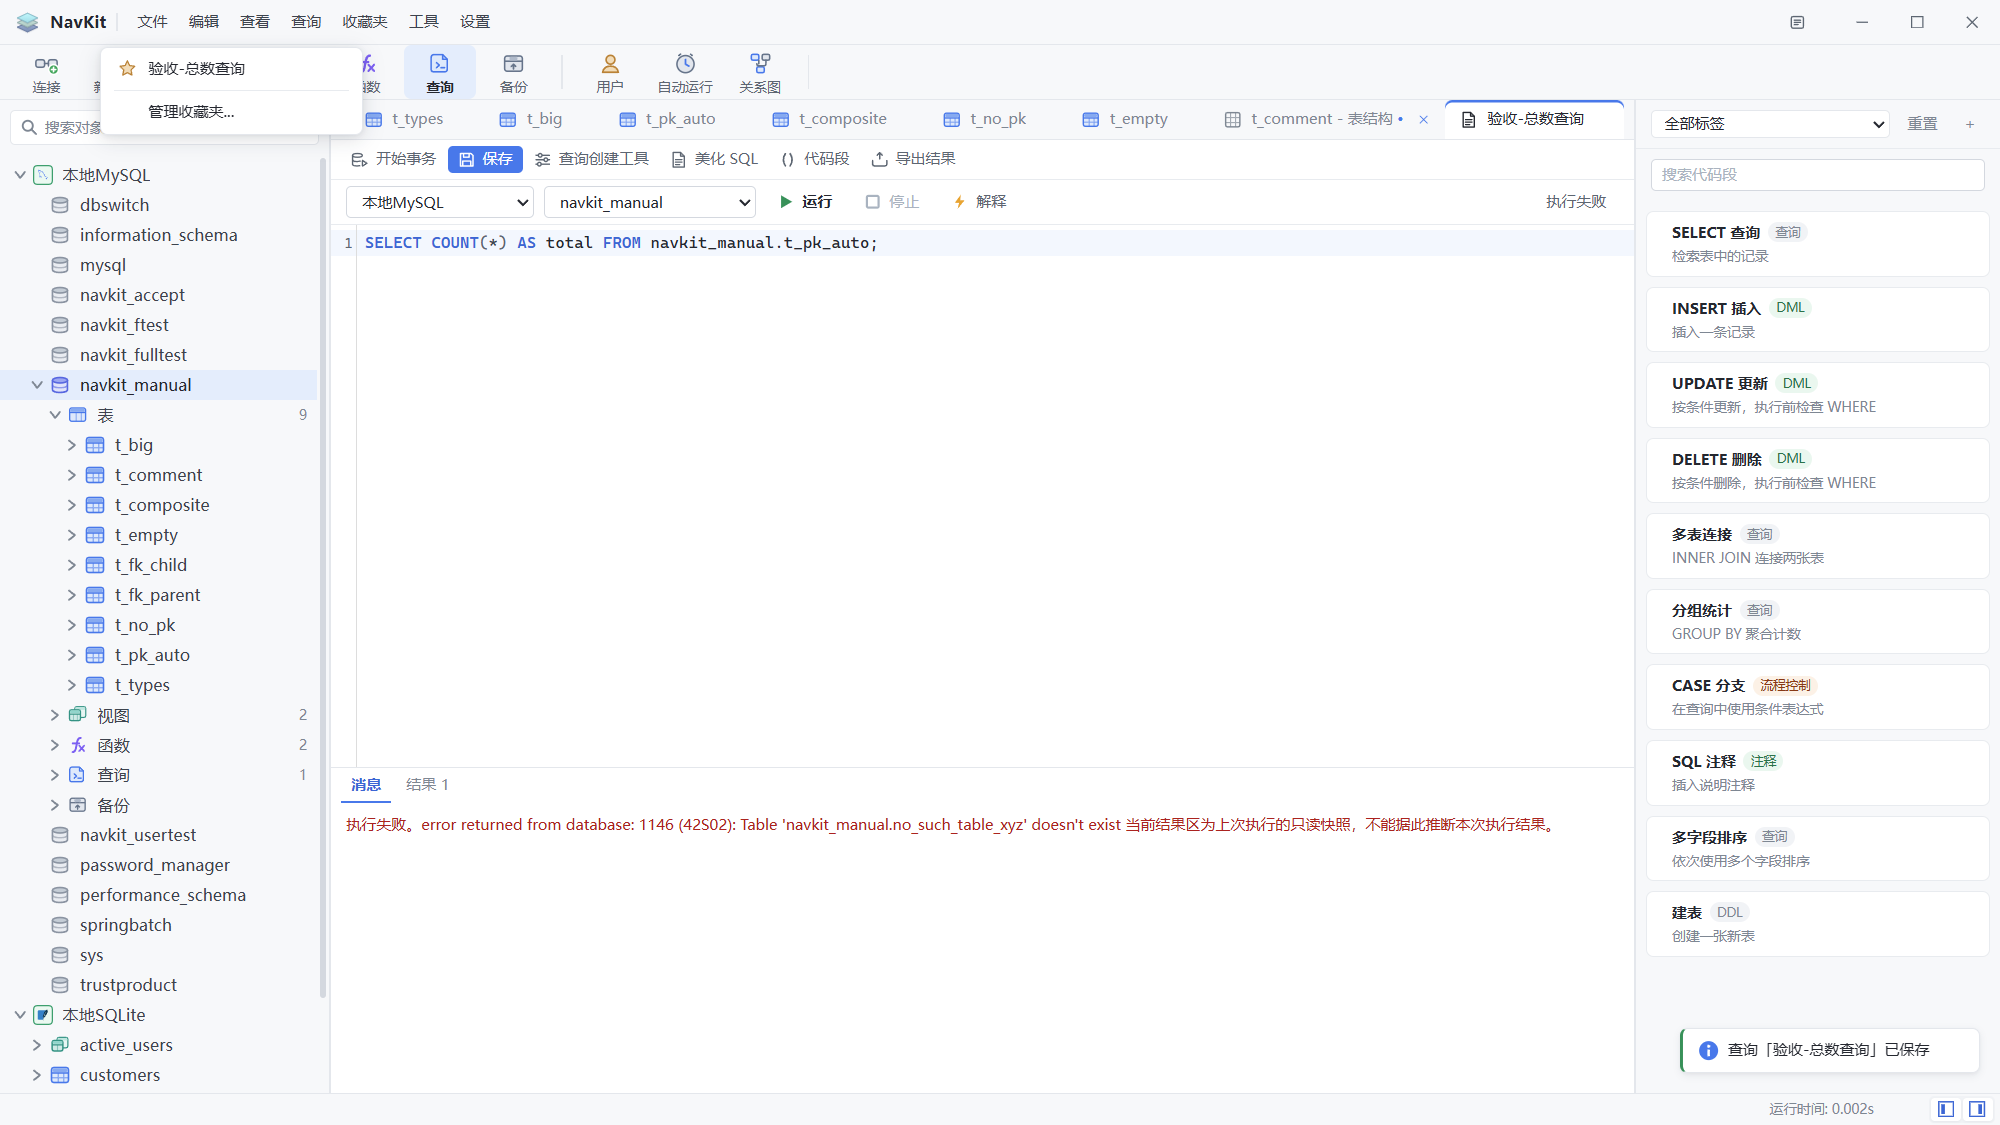 NavKit 文件 编辑 查看 查询 收藏夹 工具 设置
验收-总数查询
管理收藏夹...
连接 查询 备份 用户 自动运行 关系图
搜索对象
t_types t_big t_pk_auto t_composite t_no_pk t_empty t_comment - 表结构 • × 验收-总数查询
开始事务 保存 查询创建工具 美化 SQL () 代码段 导出结果
本地MySQL navkit_manual 运行 停止 解释 执行失败
1 SELECT COUNT(*) AS total FROM navkit_manual.t_pk_auto;
本地MySQL
dbswitch
information_schema
mysql
navkit_accept
navkit_ftest
navkit_fulltest
navkit_manual
表 9
t_big
t_comment
t_composite
t_empty
t_fk_child
t_fk_parent
t_no_pk
t_pk_auto
t_types
视图 2
函数 2
查询 1
备份
navkit_usertest
password_manager
performance_schema
springbatch
sys
trustproduct
本地SQLite
active_users
customers
消息 结果 1
执行失败。error returned from database: 1146 (42S02): Table 'navkit_manual.no_such_table_xyz' doesn't exist 当前结果区为上次执行的只读快照，不能据此推断本次执行结果。
全部标签 重置 +
搜索代码段
SELECT 查询 查询
检索表中的记录
INSERT 插入 DML
插入一条记录
UPDATE 更新 DML
按条件更新，执行前检查 WHERE
DELETE 删除 DML
按条件删除，执行前检查 WHERE
多表连接 查询
INNER JOIN 连接两张表
分组统计 查询
GROUP BY 聚合计数
CASE 分支 流程控制
在查询中使用条件表达式
SQL 注释 注释
插入说明注释
多字段排序 查询
依次使用多个字段排序
建表 DDL
创建一张新表
查询「验收-总数查询」已保存
运行时间: 0.002s